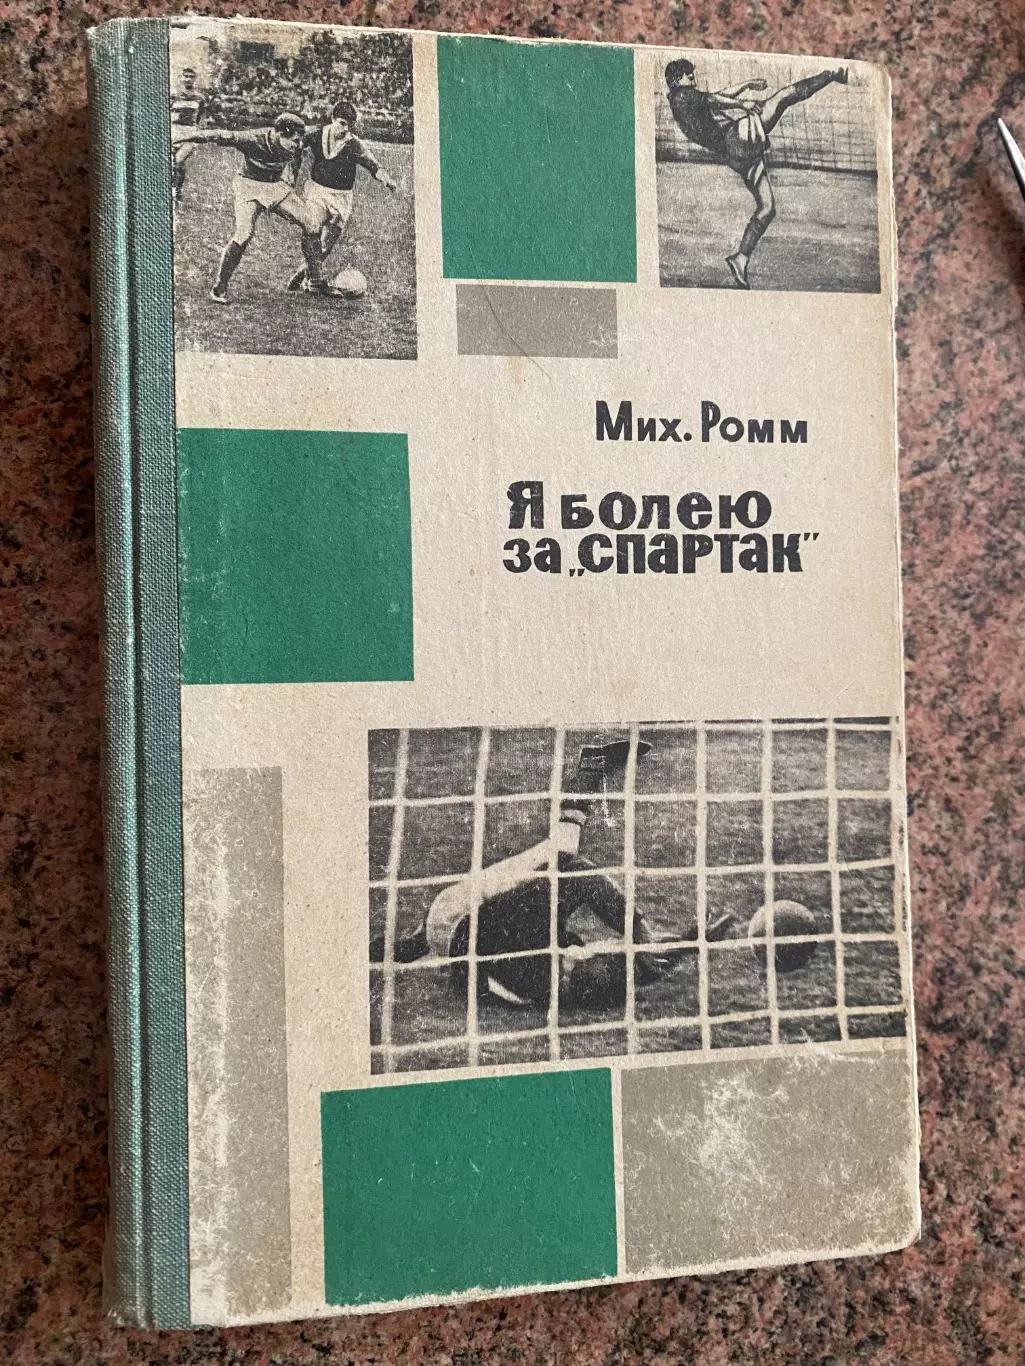 Мих. Ромм
Я болею
за „Спартак"